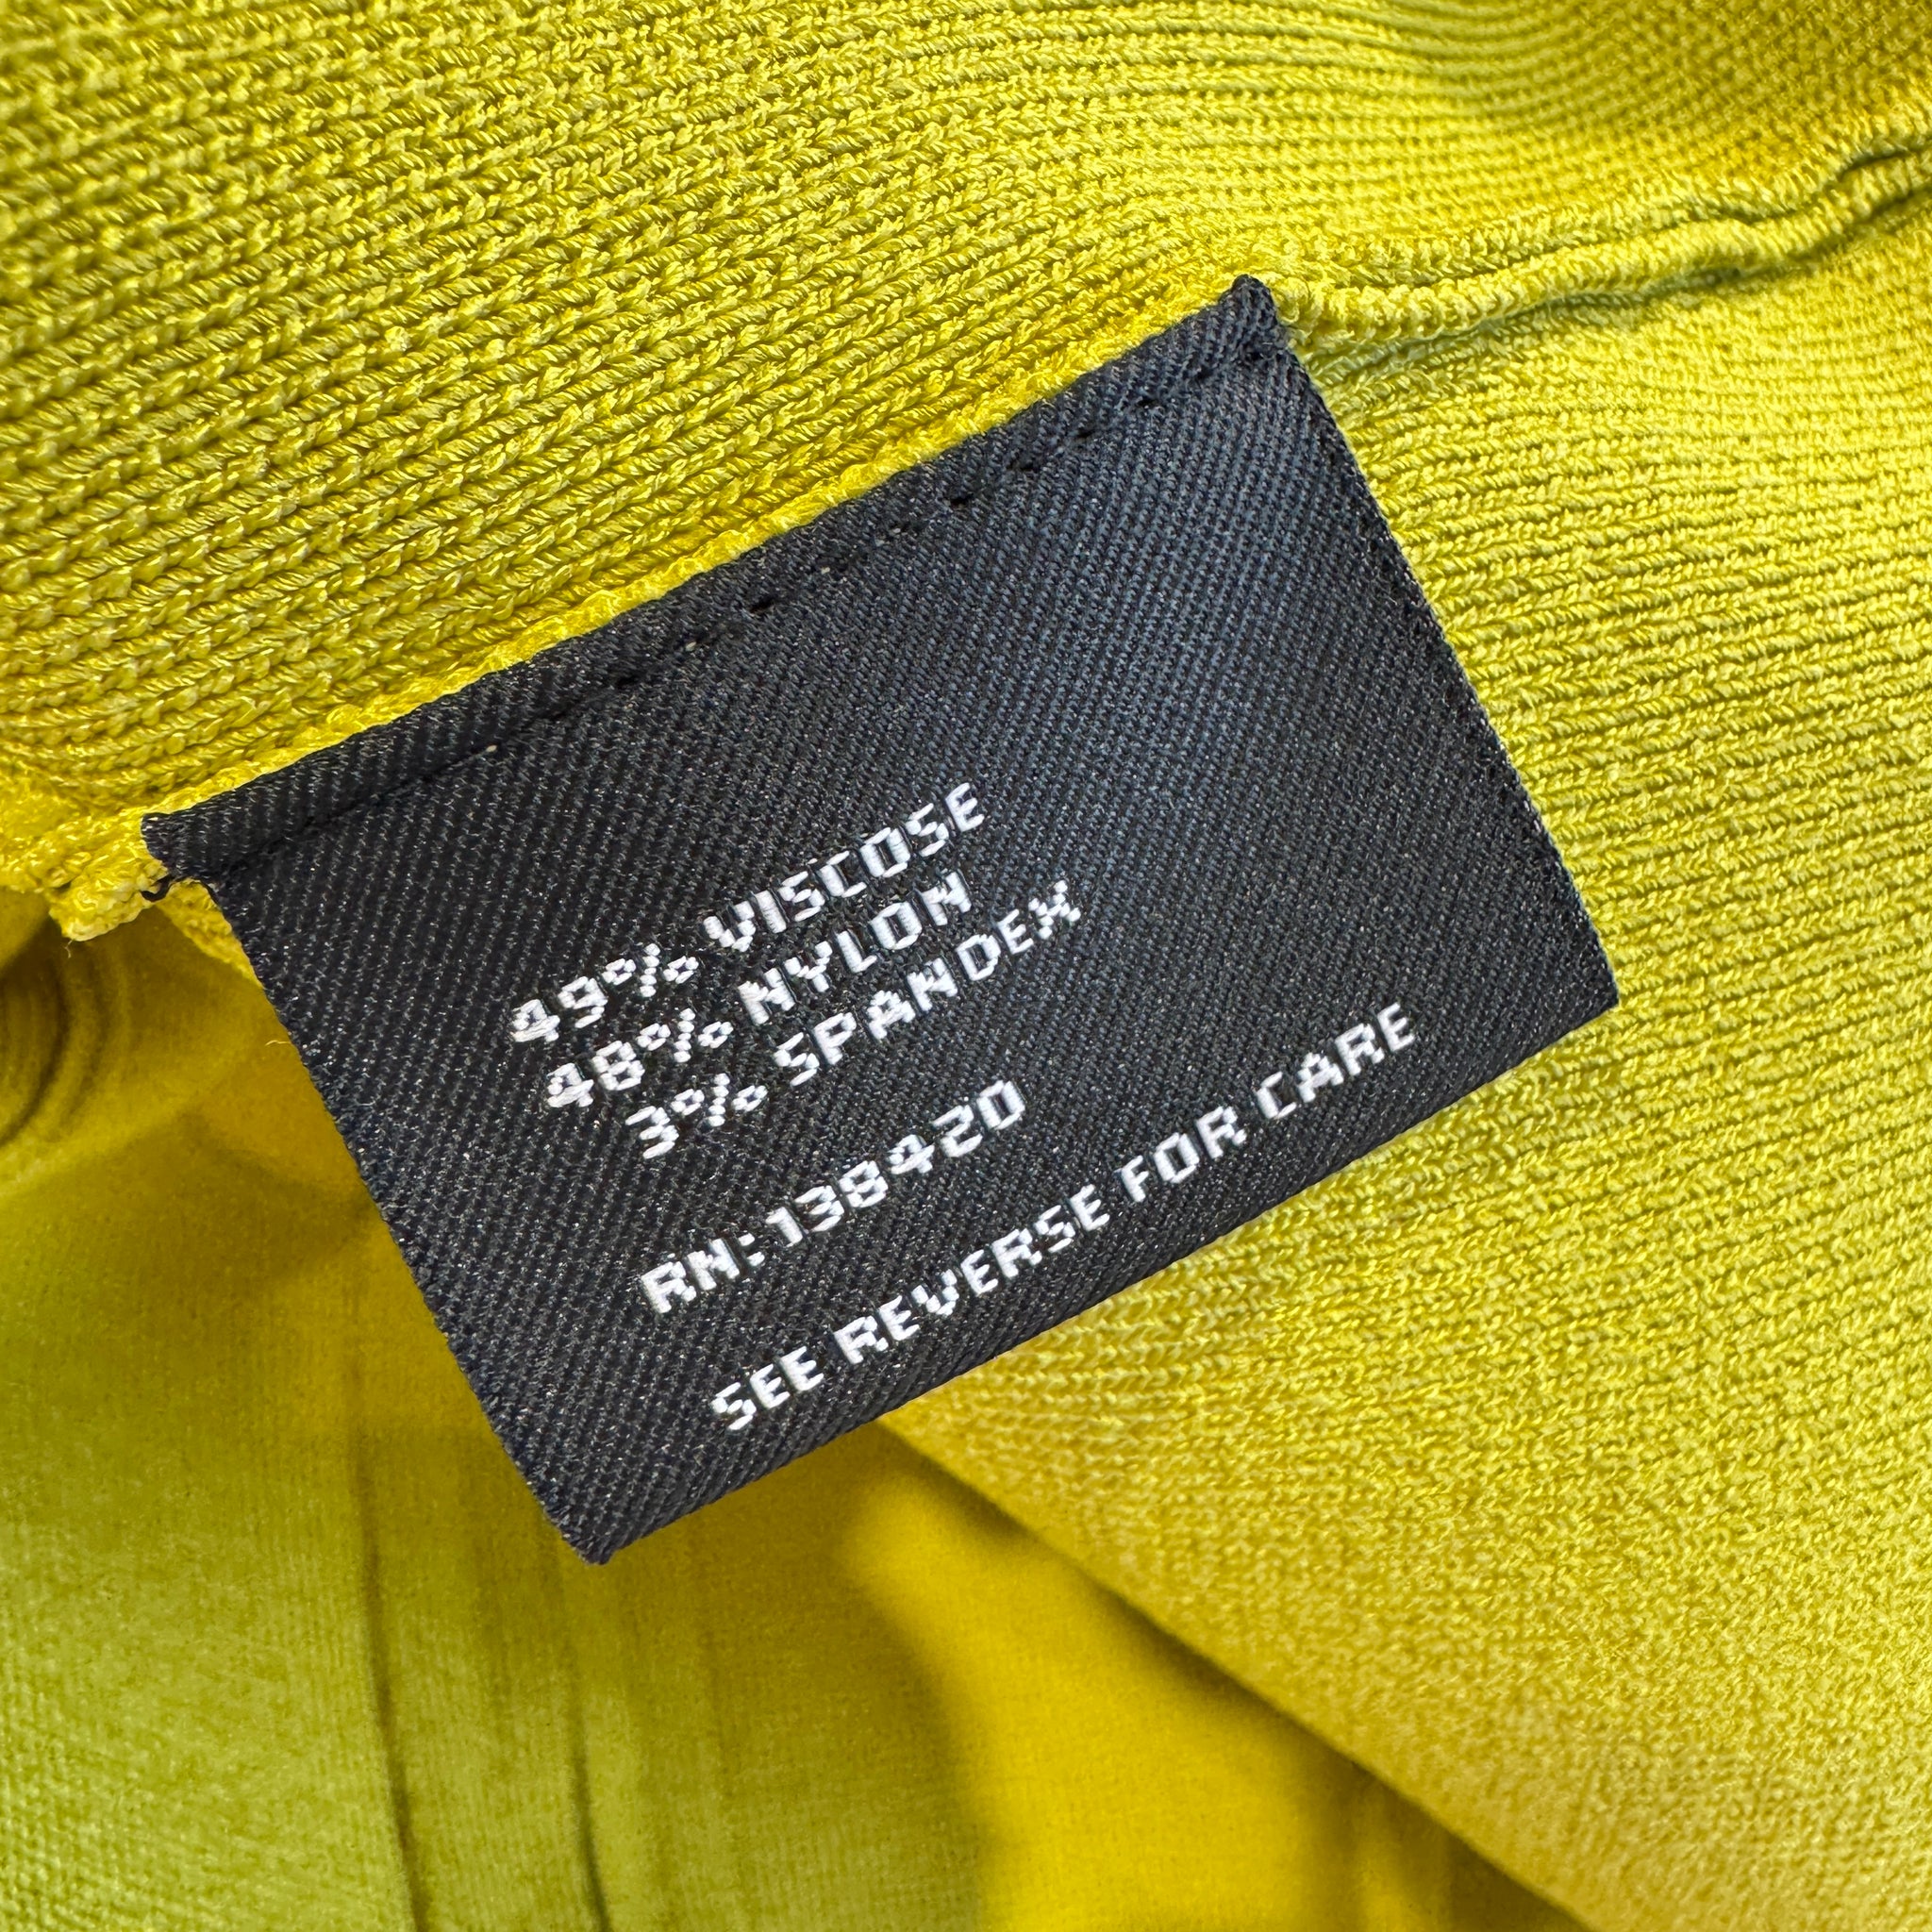 49% VISCOSE
48% NYLON
3% SPANDEX
RN: 138420
SEE REVERSE FOR CARE